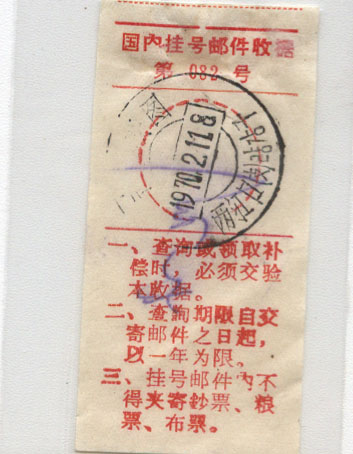 国内挂号邮件收据
第 082 号
1970.2.11.8
一、查询或领取补
偿时，必须交验
本收据。
二、查询期限自交
寄邮件之日起，
以一年为限。
三、挂号邮件内不
得夹寄鈔票、粮
票、布票。